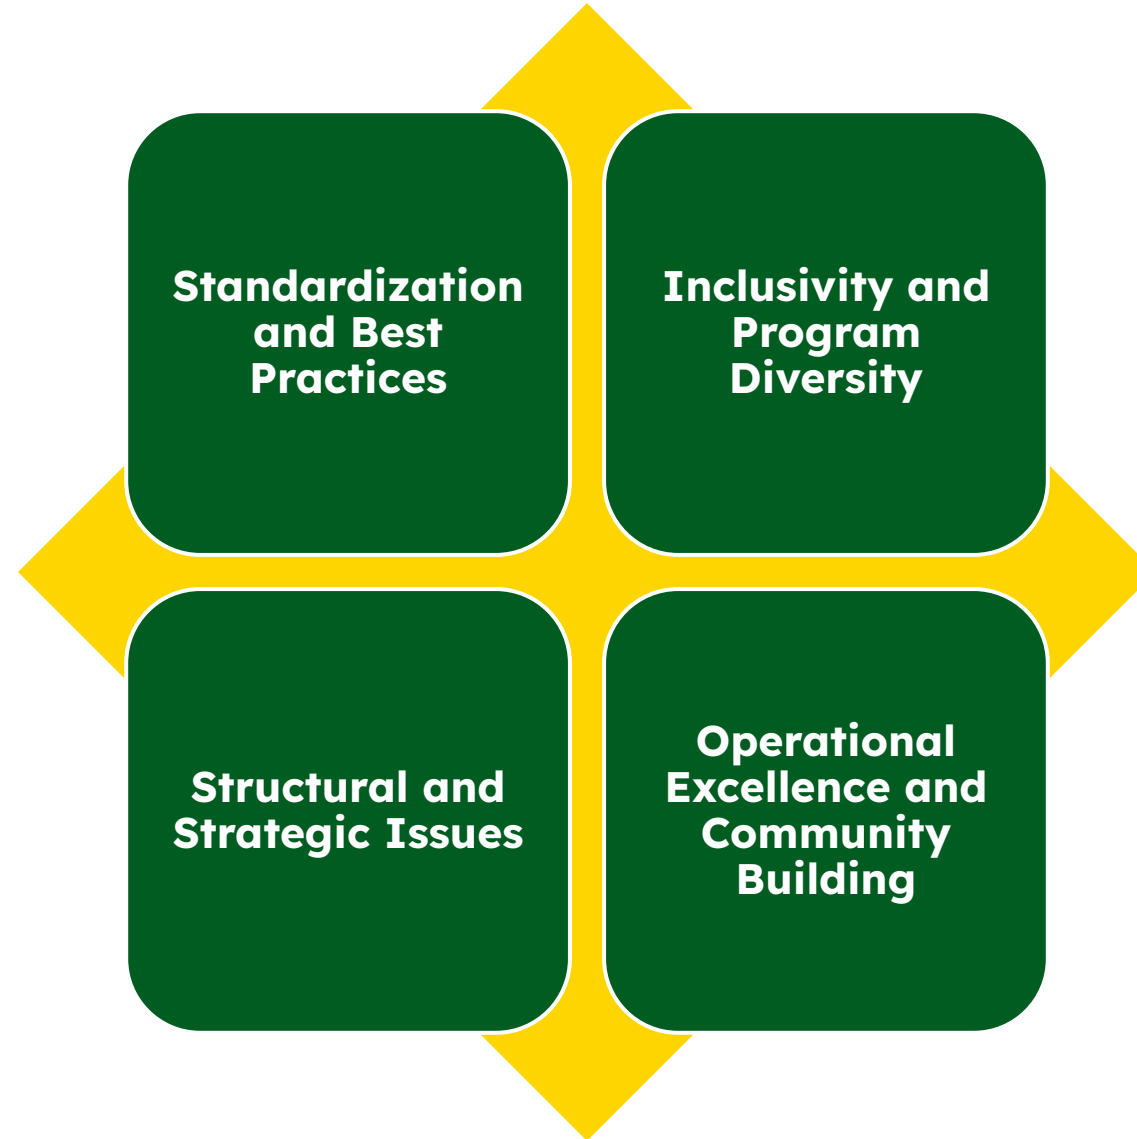 Standardization
and Best
Practices
Inclusivity and
Program
Diversity
Structural and
Strategic Issues
Operational
Excellence and
Community
Building